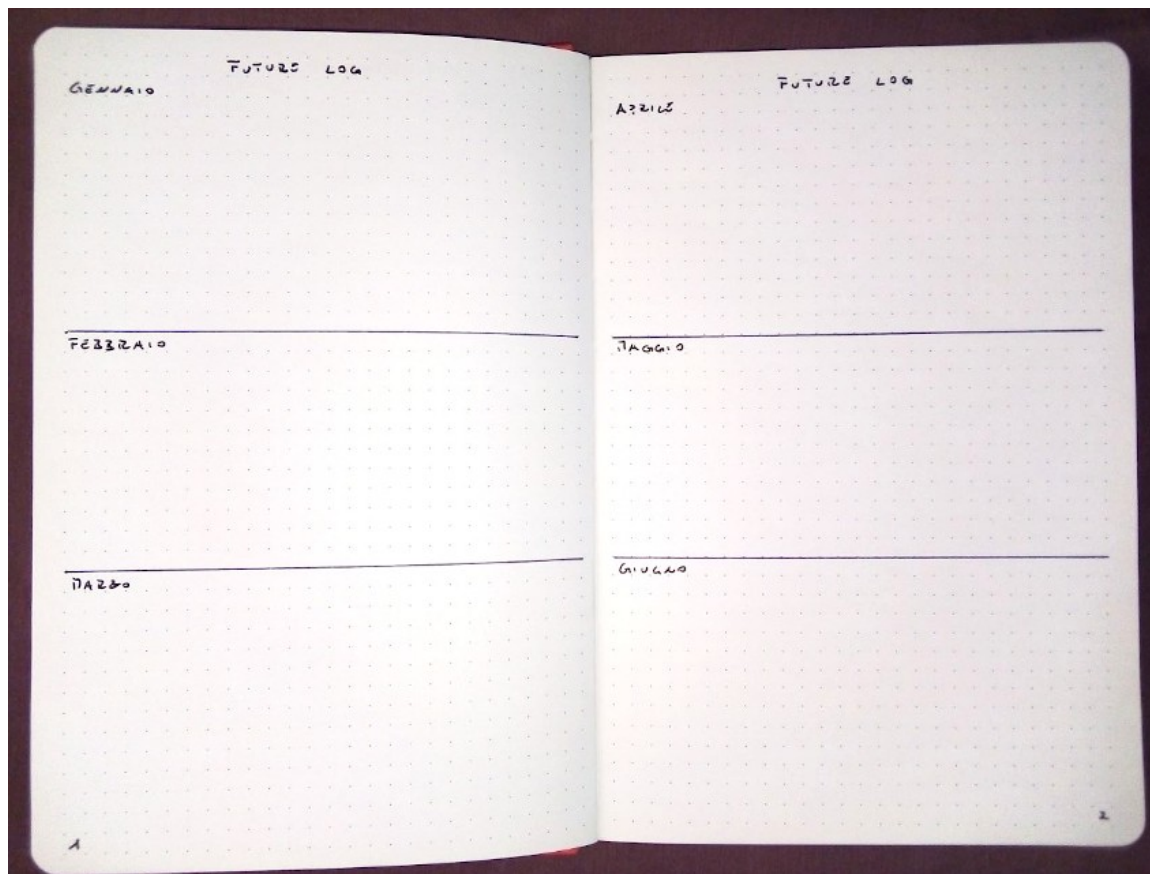 FUTURE LOG
GENNAIO
FEBBRAIO
MARZO
1
FUTURE LOG
APRILE
MAGGIO
GIUGNO
2